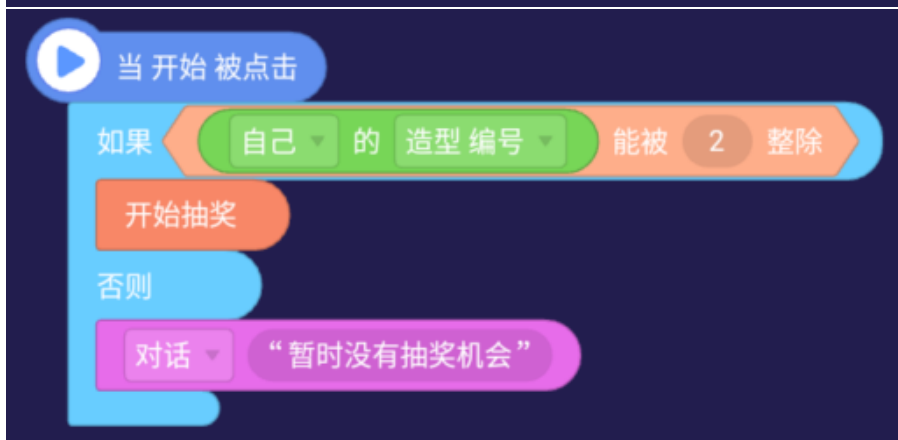 当 开始 被点击
如果 自己 的 造型 编号 能被 2 整除
开始抽奖
否则
对话 “暂时没有抽奖机会”